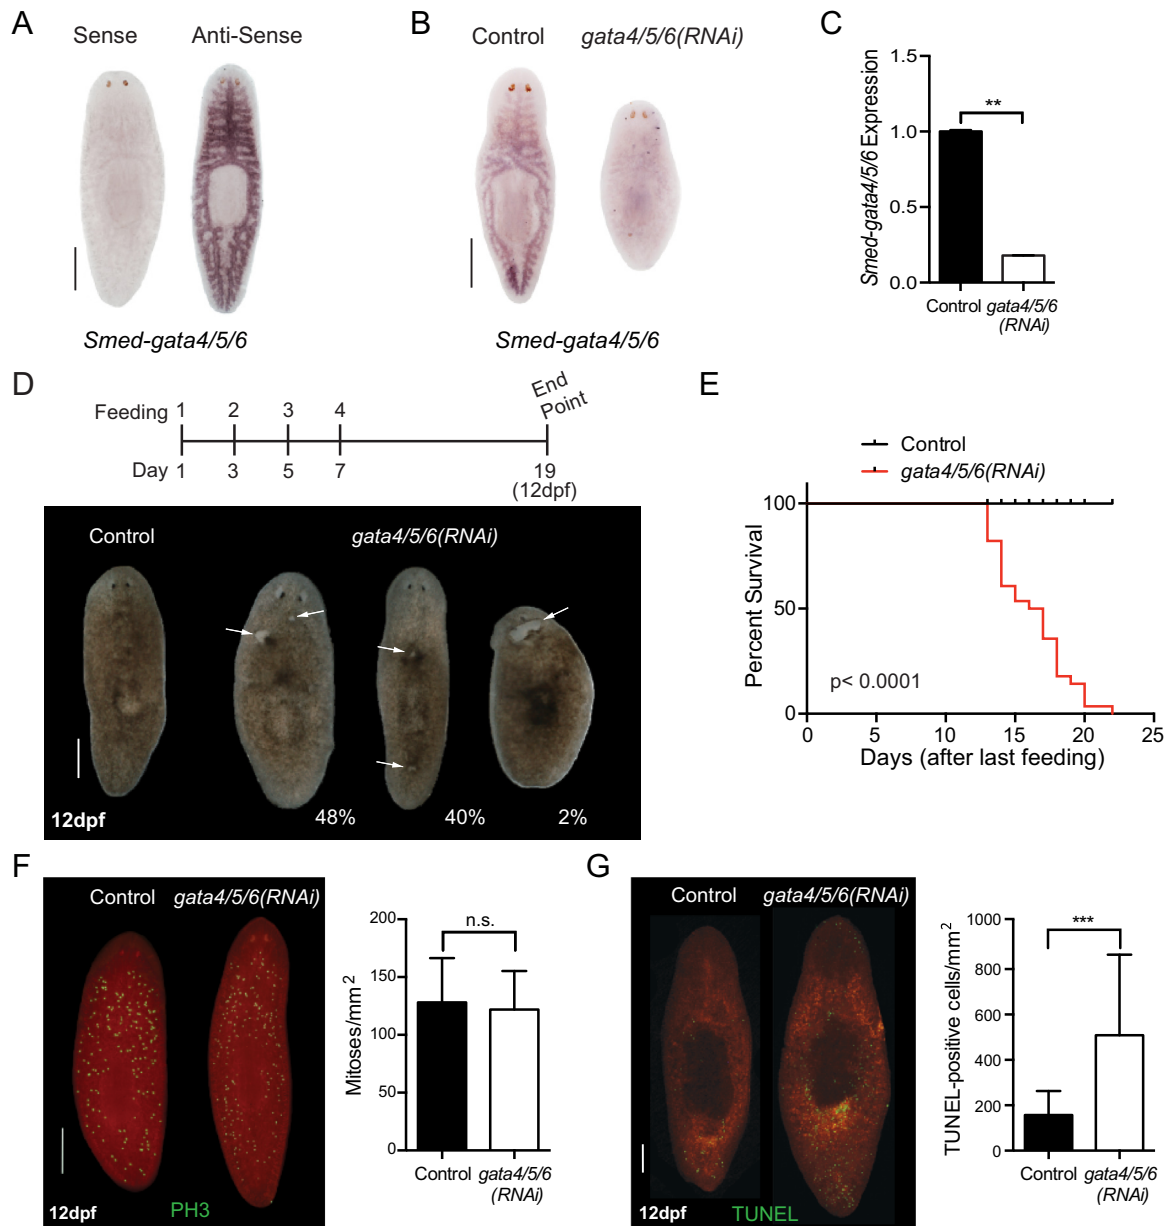 A
Sense
Anti-Sense
Smed-gata4/5/6
B
Control
gata4/5/6(RNAi)
Smed-gata4/5/6
C
Smed-gata4/5/6 Expression
1.5
1.0
0.5
0.0
**
Control
gata4/5/6
(RNAi)
D
Feeding 1 2 3 4
End
Point
Day 1 3 5 7 19
(12dpf)
Control
gata4/5/6(RNAi)
12dpf
48%
40%
2%
E
Control
gata4/5/6(RNAi)
Percent Survival
100
50
0
p< 0.0001
0 5 10 15 20 25
Days (after last feeding)
F
Control
gata4/5/6(RNAi)
12dpf
PH3
Mitoses/mm2
200
150
100
50
0
n.s.
Control
gata4/5/6
(RNAi)
G
Control
gata4/5/6(RNAi)
12dpf
TUNEL
TUNEL-positive cells/mm2
1000
800
600
400
200
0
***
Control
gata4/5/6
(RNAi)